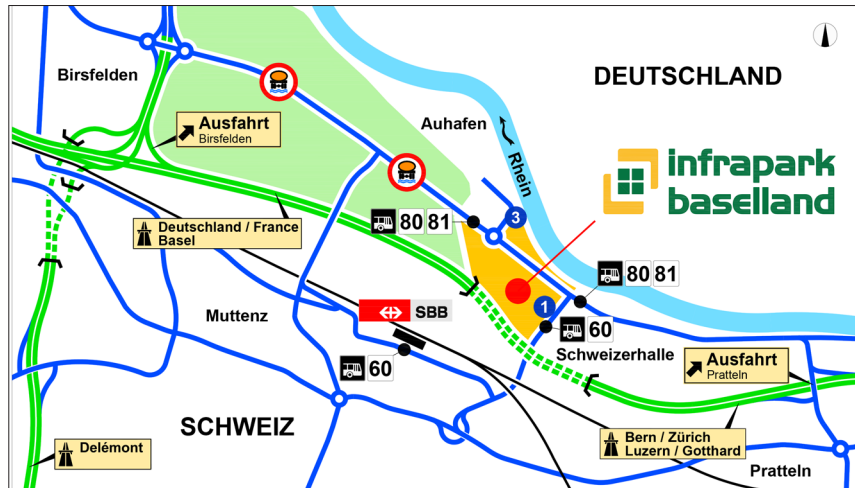 Birsfelden
DEUTSCHLAND
Ausfahrt
Birsfelden
Auhafen
Rhein
infrapark
baselland
80 81
3
Deutschland / France
Basel
80 81
1
60
SBB
Muttenz
Schweizerhalle
60
Ausfahrt
Pratteln
SCHWEIZ
Delémont
Bern / Zürich
Luzern / Gotthard
Pratteln